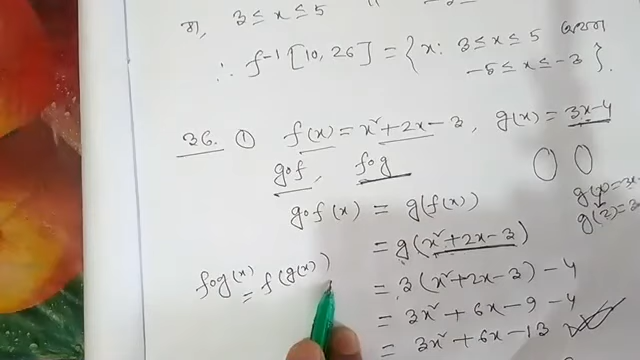 বা, 3 ≤ x ≤ 5
∴ f⁻¹[10, 26] = {x: 3 ≤ x ≤ 5 অথবা
-5 ≤ x ≤ -3}.
36. ① f(x) = x²+2x-3, g(x) = 3x-4
gof, fog
gof(x) = g(f(x))
= g(x²+2x-3)
fog(x) = f(g(x))
= 3(x²+2x-3) - 4
= 3x² + 6x - 9 - 4
= 3x² + 6x - 13